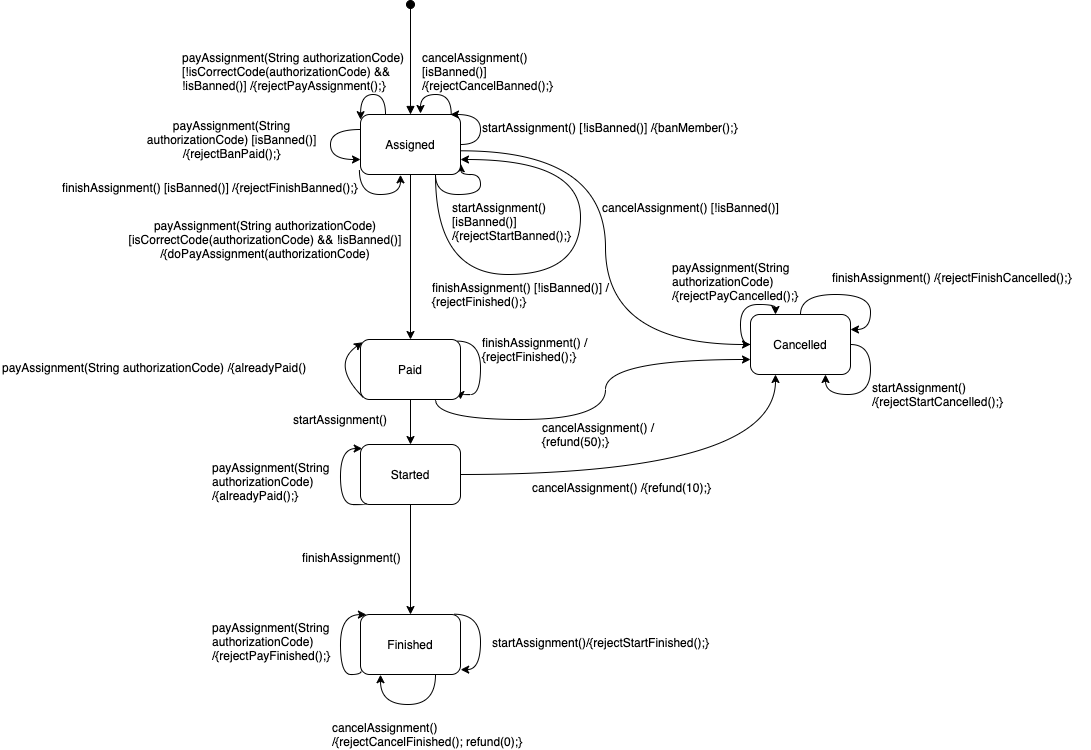 payAssignment(String authorizationCode)
[!isCorrectCode(authorizationCode) &&
!isBanned()] /{rejectPayAssignment();}
cancelAssignment()
[isBanned()]
/{rejectCancelBanned();}
payAssignment(String
authorizationCode) [isBanned()]
/{rejectBanPaid();}
Assigned
startAssignment() [!isBanned()] /{banMember();}
finishAssignment() [isBanned()] /{rejectFinishBanned();}
startAssignment()
[isBanned()]
/{rejectStartBanned();}
cancelAssignment() [!isBanned()]
payAssignment(String authorizationCode)
[isCorrectCode(authorizationCode) && !isBanned()]
/{doPayAssignment(authorizationCode)
finishAssignment() [!isBanned()] /
{rejectFinished();}
payAssignment(String
authorizationCode)
/{rejectPayCancelled();}
finishAssignment() /{rejectFinishCancelled();}
Cancelled
startAssignment()
/{rejectStartCancelled();}
payAssignment(String authorizationCode) /{alreadyPaid()
Paid
finishAssignment() /
{rejectFinished();}
startAssignment()
cancelAssignment() /
{refund(50);}
payAssignment(String
authorizationCode)
/{alreadyPaid();}
Started
cancelAssignment() /{refund(10);}
finishAssignment()
payAssignment(String
authorizationCode)
/{rejectPayFinished();}
Finished
startAssignment()/{rejectStartFinished();}
cancelAssignment()
/{rejectCancelFinished(); refund(0);}